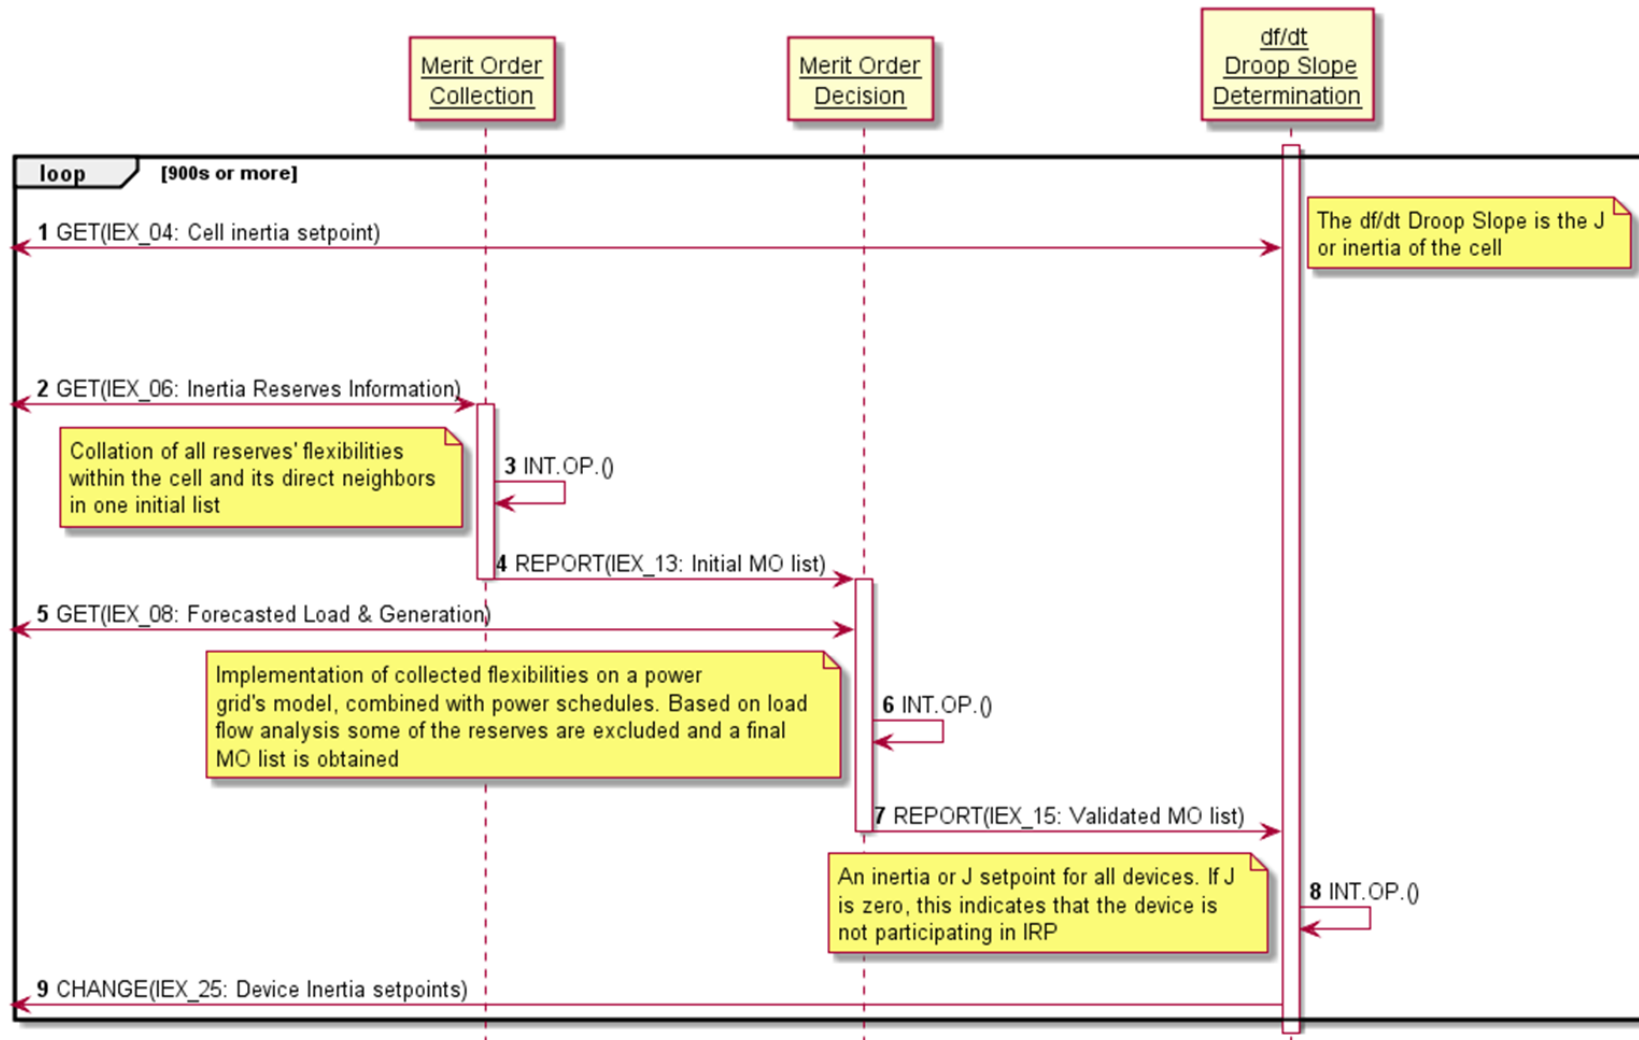 Merit Order
Collection
Merit Order
Decision
df/dt
Droop Slope
Determination
loop
[900s or more]
1 GET(IEX_04: Cell inertia setpoint)
The df/dt Droop Slope is the J
or inertia of the cell
2 GET(IEX_06: Inertia Reserves Information)
Collation of all reserves' flexibilities
within the cell and its direct neighbors
in one initial list
3 INT.OP.()
4 REPORT(IEX_13: Initial MO list)
5 GET(IEX_08: Forecasted Load & Generation)
Implementation of collected flexibilities on a power
grid's model, combined with power schedules. Based on load
flow analysis some of the reserves are excluded and a final
MO list is obtained
6 INT.OP.()
7 REPORT(IEX_15: Validated MO list)
An inertia or J setpoint for all devices. If J
is zero, this indicates that the device is
not participating in IRP
8 INT.OP.()
9 CHANGE(IEX_25: Device Inertia setpoints)